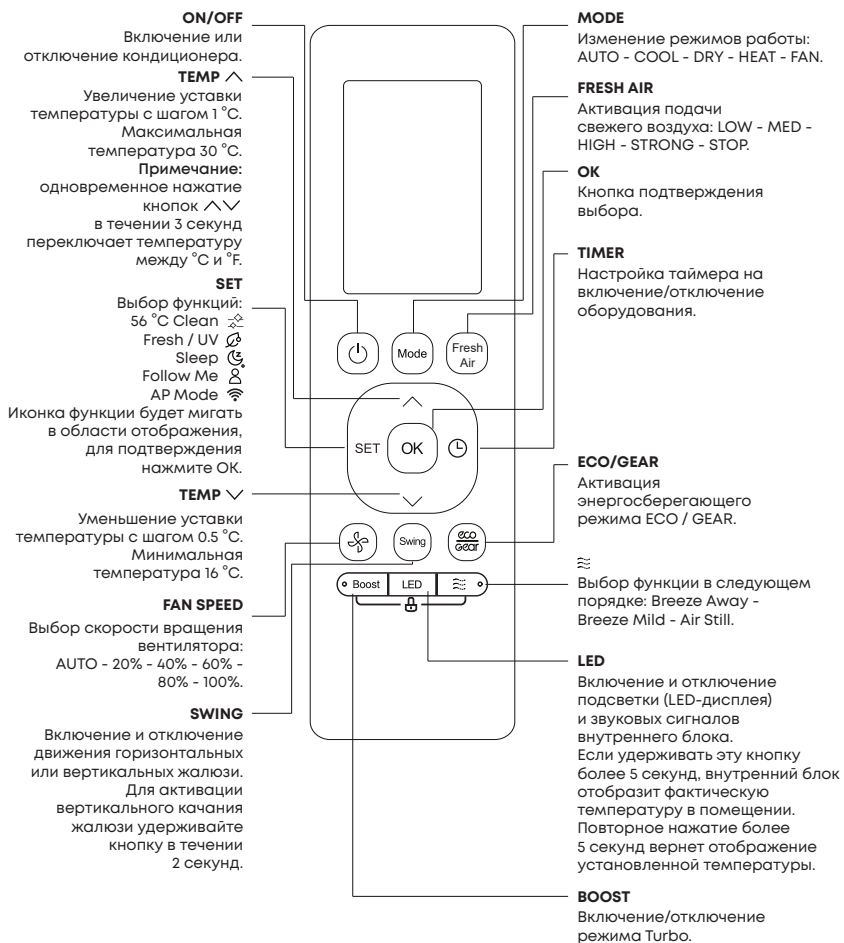 ON/OFF
Включение или
отключение кондиционера.
TEMP
Увеличение уставки
температуры с шагом 1 °C.
Максимальная
температура 30 °C.
Примечание:
одновременное нажатие
кнопок
в течении 3 секунд
переключает температуру
между °C и °F.
SET
Выбор функций:
56 °C Clean
Fresh / UV
Sleep
Follow Me
AP Mode
Иконка функции будет мигать
в области отображения,
для подтверждения
нажмите OK.
TEMP
Уменьшение уставки
температуры с шагом 0.5 °C.
Минимальная
температура 16 °C.
FAN SPEED
Выбор скорости вращения
вентилятора:
AUTO - 20% - 40% - 60% -
80% - 100%.
SWING
Включение и отключение
движения горизонтальных
или вертикальных жалюзи.
Для активации
вертикального качания
жалюзи удерживайте
кнопку в течении
2 секунд.
Mode
Fresh
Air
SET
OK
Swing
eco
Gear
Boost
LED
MODE
Изменение режимов работы:
AUTO - COOL - DRY - HEAT - FAN.
FRESH AIR
Активация подачи
свежего воздуха: LOW - MED -
HIGH - STRONG - STOP.
OK
Кнопка подтверждения
выбора.
TIMER
Настройка таймера на
включение/отключение
оборудования.
ECO/GEAR
Активация
энергосберегающего
режима ECO / GEAR.
Выбор функции в следующем
порядке: Breeze Away -
Breeze Mild - Air Still.
LED
Включение и отключение
подсветки (LED-дисплея)
и звуковых сигналов
внутреннего блока.
Если удерживать эту кнопку
более 5 секунд, внутренний блок
отобразит фактическую
температуру в помещении.
Повторное нажатие более
5 секунд вернет отображение
установленной температуры.
BOOST
Включение/отключение
режима Turbo.